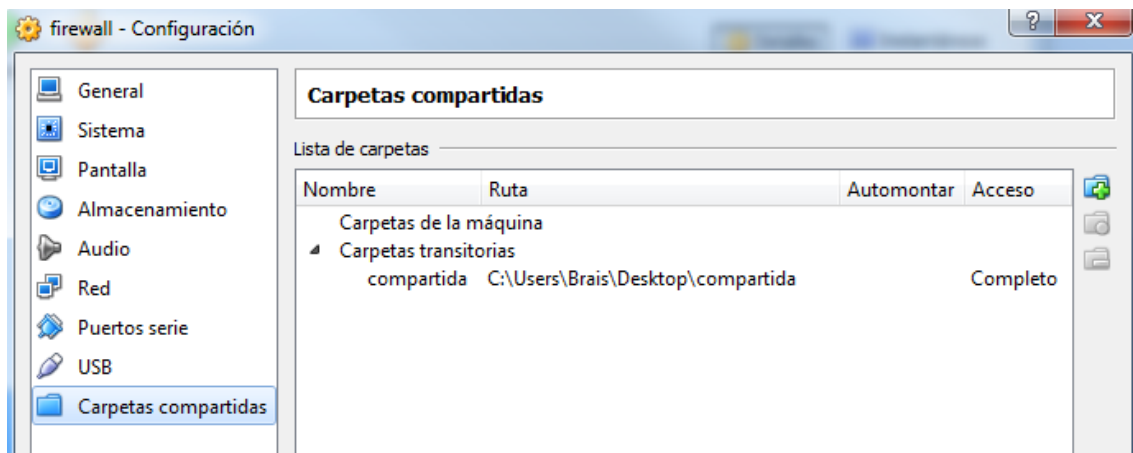 firewall - Configuración
General
Sistema
Pantalla
Almacenamiento
Audio
Red
Puertos serie
USB
Carpetas compartidas
Carpetas compartidas
Lista de carpetas
Nombre Ruta Automontar Acceso
Carpetas de la máquina
Carpetas transitorias
compartida C:\Users\Brais\Desktop\compartida Completo